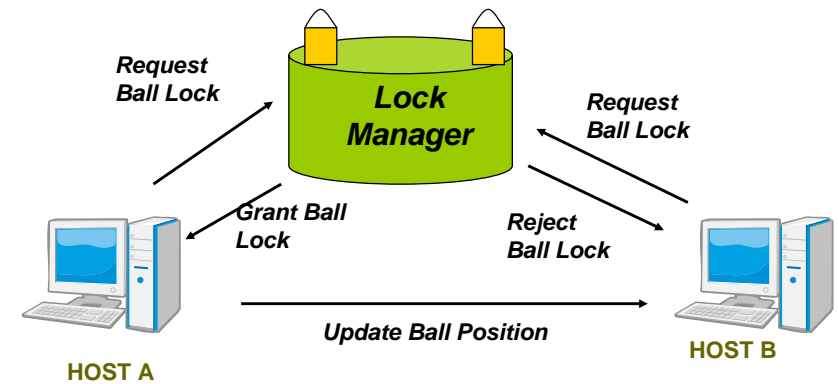 Request
Ball Lock
Lock
Manager
Request
Ball Lock
Grant Ball
Lock
Reject
Ball Lock
Update Ball Position
HOST A
HOST B